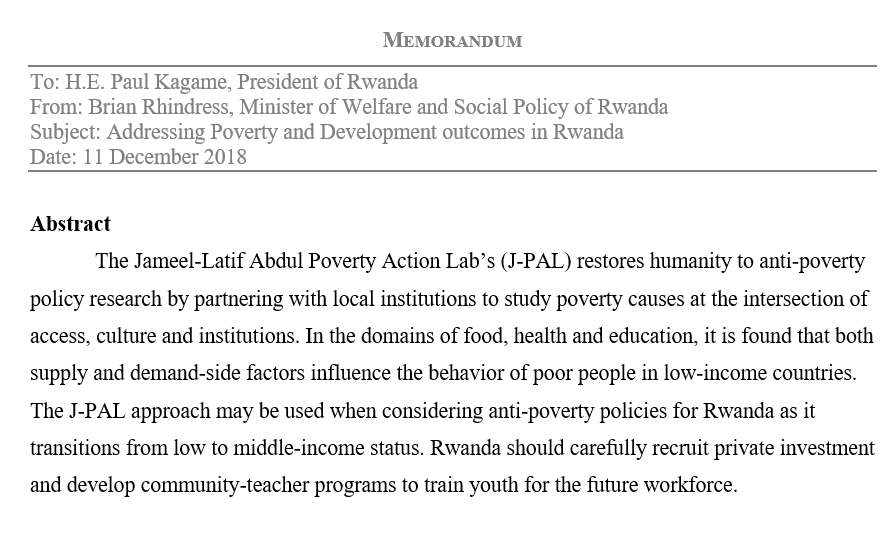 MEMORANDUM
To: H.E. Paul Kagame, President of Rwanda
From: Brian Rhindress, Minister of Welfare and Social Policy of Rwanda
Subject: Addressing Poverty and Development outcomes in Rwanda
Date: 11 December 2018
Abstract
The Jameel-Latif Abdul Poverty Action Lab’s (J-PAL) restores humanity to anti-poverty
policy research by partnering with local institutions to study poverty causes at the intersection of
access, culture and institutions. In the domains of food, health and education, it is found that both
supply and demand-side factors influence the behavior of poor people in low-income countries.
The J-PAL approach may be used when considering anti-poverty policies for Rwanda as it
transitions from low to middle-income status. Rwanda should carefully recruit private investment
and develop community-teacher programs to train youth for the future workforce.